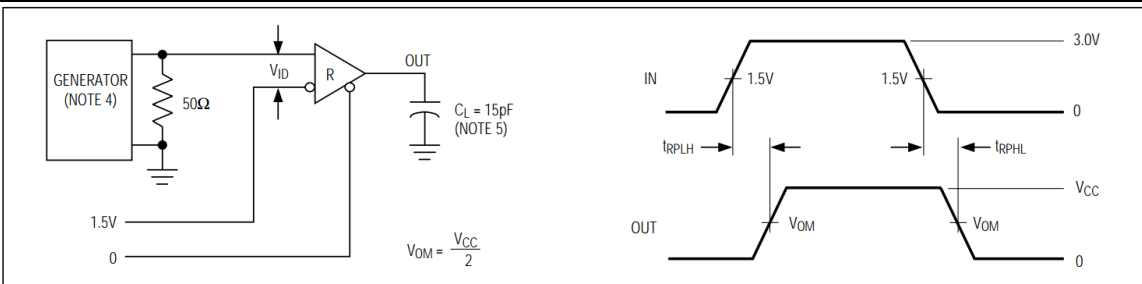 GENERATOR
(NOTE 4)
50Ω
VID
R
OUT
CL = 15pF
(NOTE 5)
1.5V
0
VOM = VCC
2
IN
1.5V
1.5V
3.0V
0
tRPLH
tRPHL
OUT
VOM
VOM
VCC
0